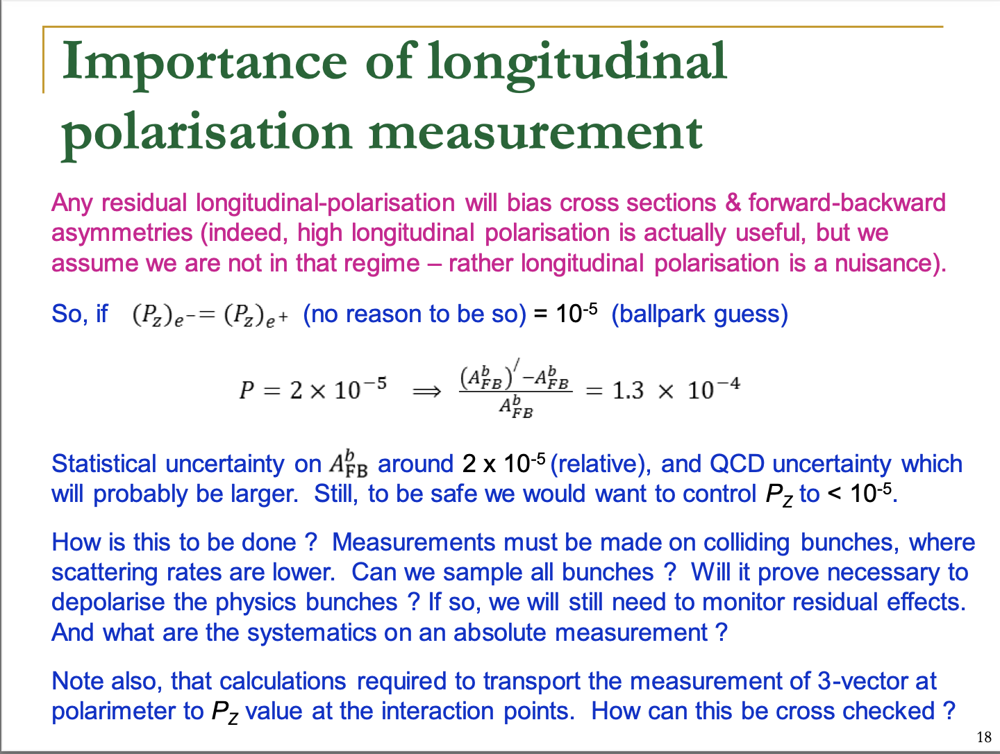 Importance of longitudinal
polarisation measurement
Any residual longitudinal-polarisation will bias cross sections & forward-backward
asymmetries (indeed, high longitudinal polarisation is actually useful, but we
assume we are not in that regime – rather longitudinal polarisation is a nuisance).
So, if (P_z)_{e^-} = (P_z)_{e^+} (no reason to be so) = 10^{-5} (ballpark guess)
P = 2 × 10^{-5} ⟹ \frac{(A_{FB}^b)^/ - A_{FB}^b}{A_{FB}^b} = 1.3 × 10^{-4}
Statistical uncertainty on A_{FB}^b around 2 x 10^{-5} (relative), and QCD uncertainty which
will probably be larger. Still, to be safe we would want to control P_Z to < 10^{-5}.
How is this to be done ? Measurements must be made on colliding bunches, where
scattering rates are lower. Can we sample all bunches ? Will it prove necessary to
depolarise the physics bunches ? If so, we will still need to monitor residual effects.
And what are the systematics on an absolute measurement ?
Note also, that calculations required to transport the measurement of 3-vector at
polarimeter to P_Z value at the interaction points. How can this be cross checked ?
18